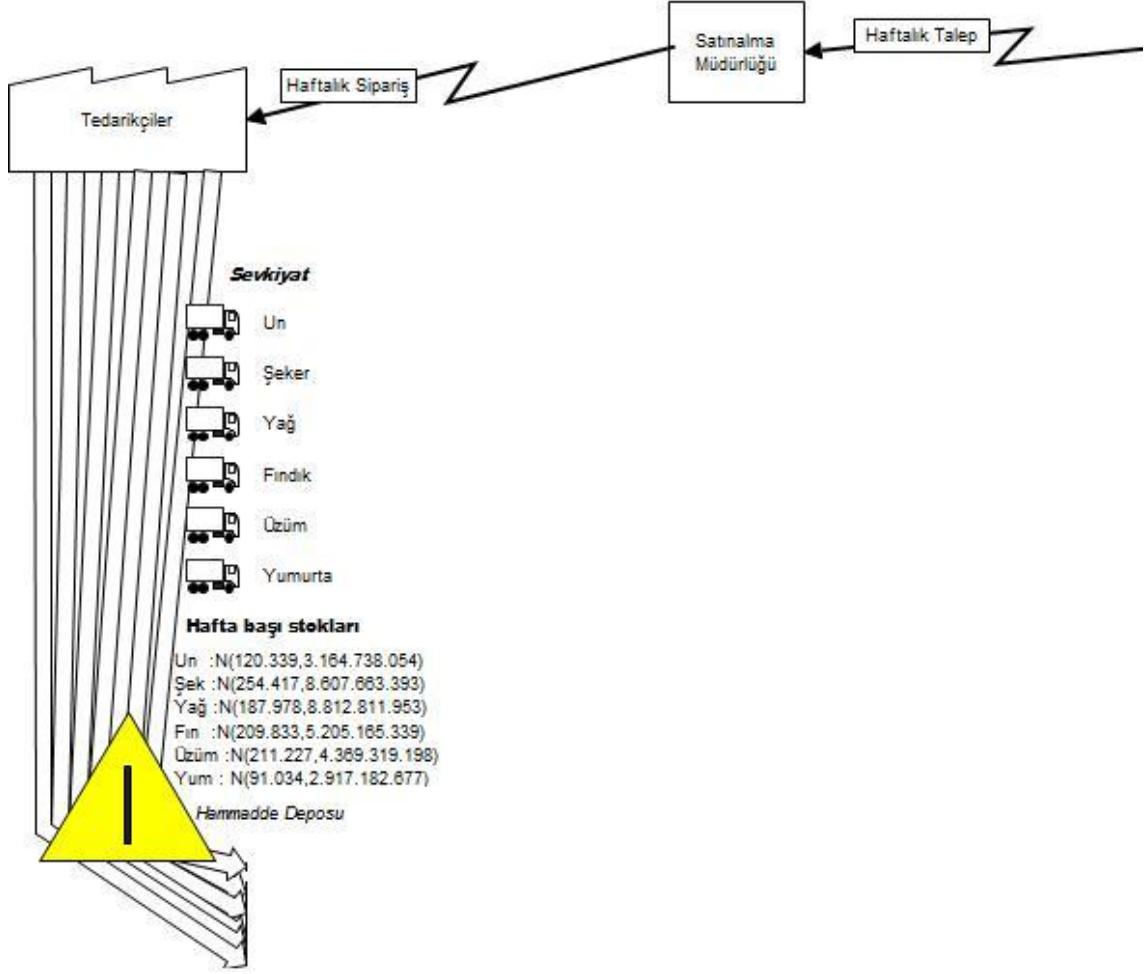 Satınalma
Müdürlüğü
Haftalık Talep
Haftalık Sipariş
Tedarikçiler
Sevkiyat
Un
Şeker
Yağ
Fındık
Üzüm
Yumurta
Hafta başı stokları
Un :N(120.339,3.164.738.054)
Şek :N(254.417,8.607.663.393)
Yağ :N(187.978,8.812.811.953)
Fın :N(209.833,5.205.165.339)
Üzüm :N(211.227,4.369.319.198)
Yum : N(91.034,2.917.182.677)
Hammadde Deposu
I